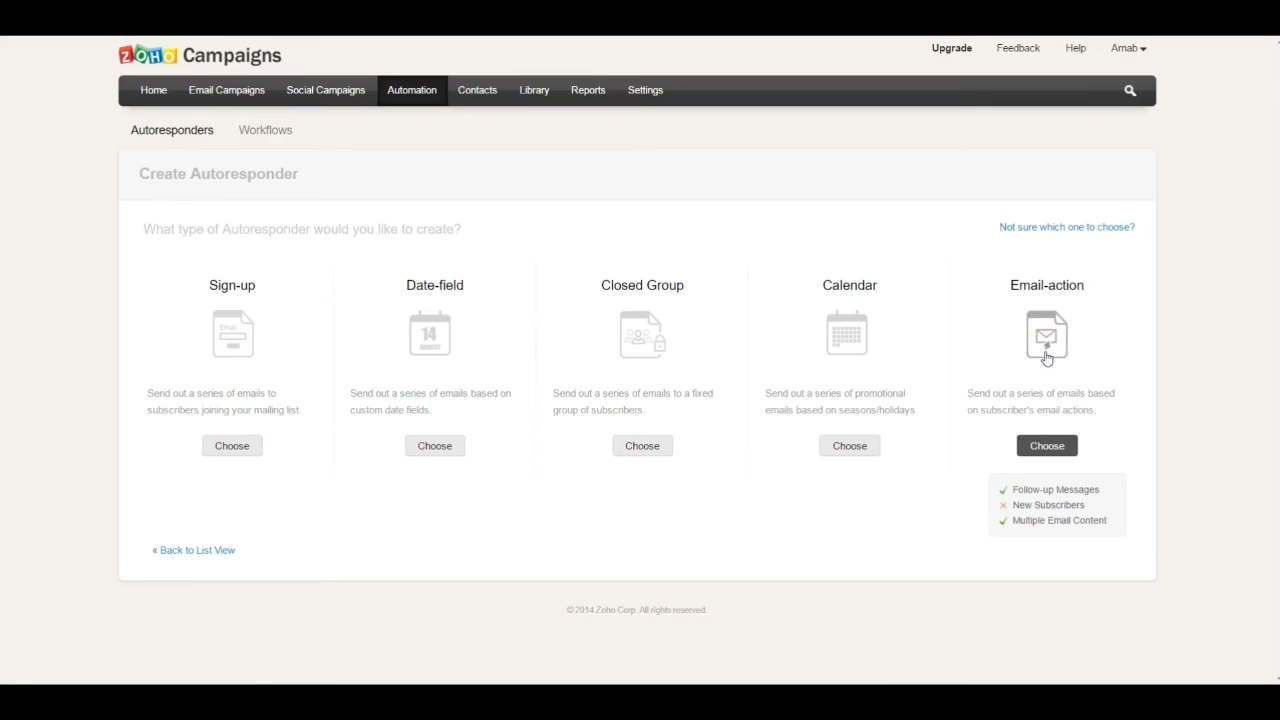 ZOHO Campaigns
Upgrade Feedback Help Arnab
Home Email Campaigns Social Campaigns Automation Contacts Library Reports Settings
Autoresponders Workflows
Create Autoresponder
What type of Autoresponder would you like to create?
Not sure which one to choose?
Sign-up
Send out a series of emails to
subscribers joining your mailing list.
Choose
Date-field
14
AUGUST
Send out a series of emails based on
custom date fields.
Choose
Closed Group
Send out a series of emails to a fixed
group of subscribers.
Choose
Calendar
Send out a series of promotional
emails based on seasons/holidays.
Choose
Email-action
Send out a series of emails based
on subscriber's email actions.
Choose
Follow-up Messages
New Subscribers
Multiple Email Content
« Back to List View
© 2014 Zoho Corp. All rights reserved.